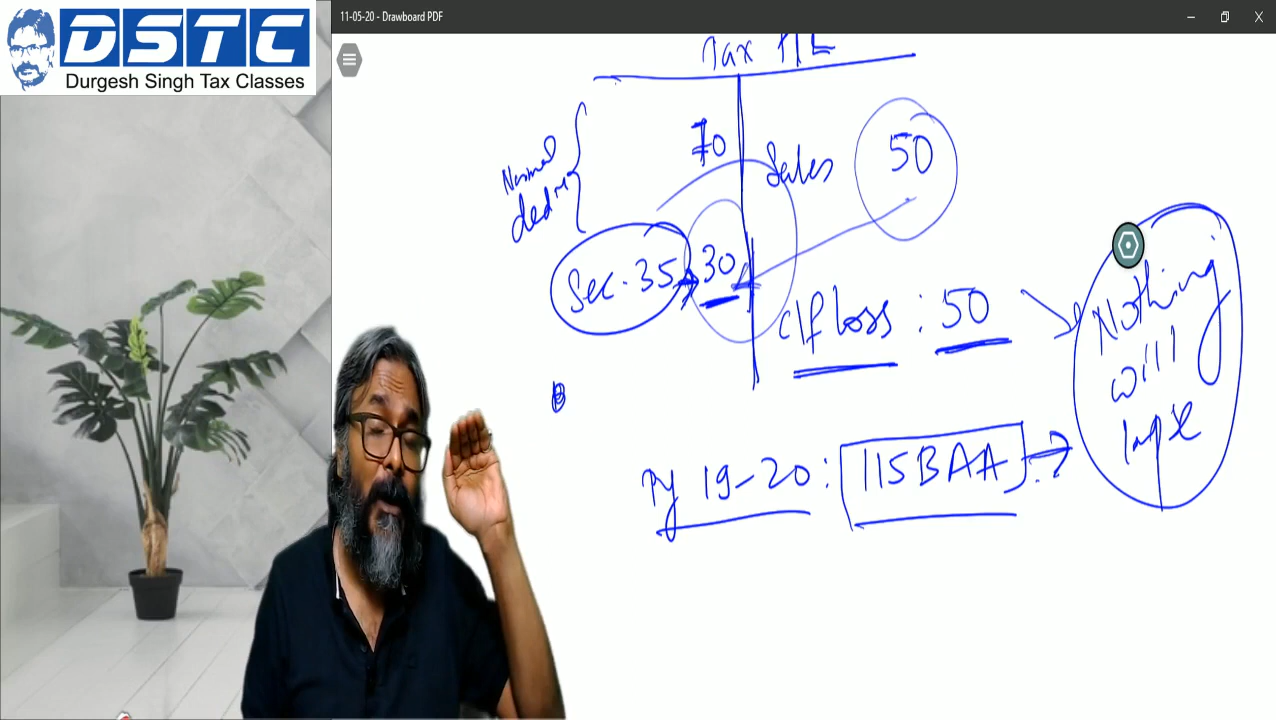 11-05-20 - Drawboard PDF
DSTC
Durgesh Singh Tax Classes
Tax P/L
Normal
dedn
70
Sales 50
Sec. 35 → 30
c/f loss : 50
Nothing
will
lapse
PY 19-20 : 115BAA